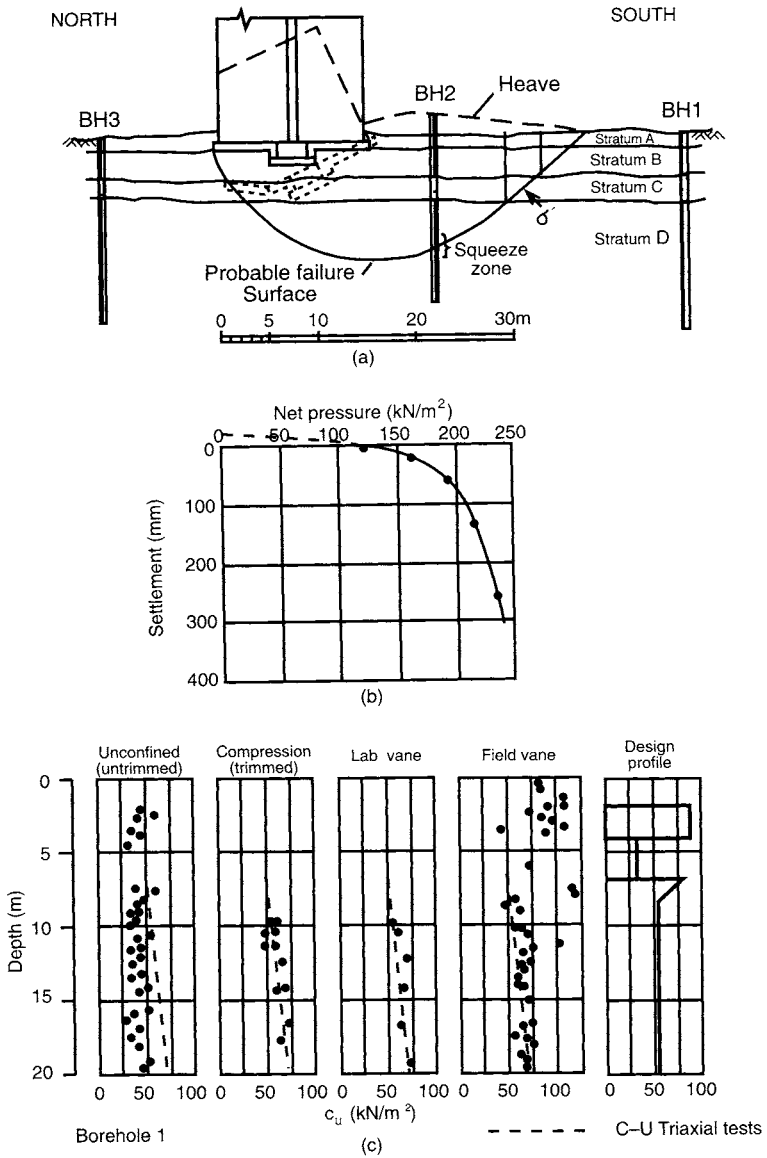 NORTH
SOUTH
BH3
BH2
Heave
BH1
Stratum A
Stratum B
Stratum C
σ'
Stratum D
Squeeze
zone
Probable failure
Surface
0 5 10 20 30m
(a)
Net pressure (kN/m²)
0 50 100 150 200 250
0
100
200
300
400
Settlement (mm)
(b)
Unconfined
(untrimmed)
Compression
(trimmed)
Lab vane
Field vane
Design
profile
0
5
10
15
20
Depth (m)
0 50 100
0 50 100
0 50 100
0 50 100
0 50 100
cu (kN/m²)
Borehole 1
C–U Triaxial tests
(c)